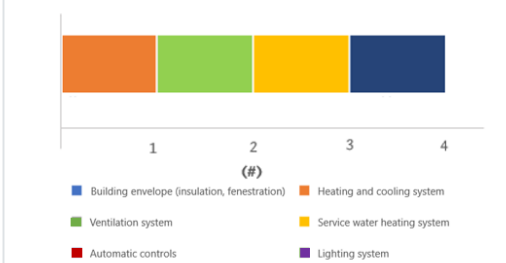 1 2 3 4
(#)
Building envelope (insulation, fenestration) Heating and cooling system
Ventilation system Service water heating system
Automatic controls Lighting system